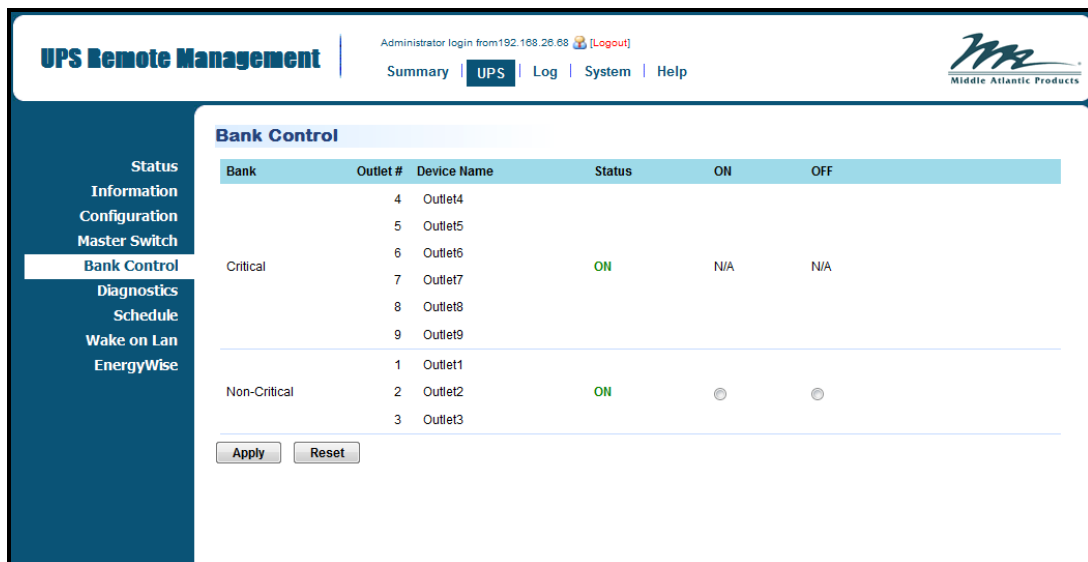 UPS Remote Management
Administrator login from192.168.26.68 [Logout]
Summary | UPS | Log | System | Help
Middle Atlantic Products
Status
Information
Configuration
Master Switch
Bank Control
Diagnostics
Schedule
Wake on Lan
EnergyWise
Bank Control
Bank Outlet # Device Name Status ON OFF
4 Outlet4
5 Outlet5
6 Outlet6
Critical ON N/A N/A
7 Outlet7
8 Outlet8
9 Outlet9
1 Outlet1
Non-Critical 2 Outlet2 ON
3 Outlet3
Apply Reset